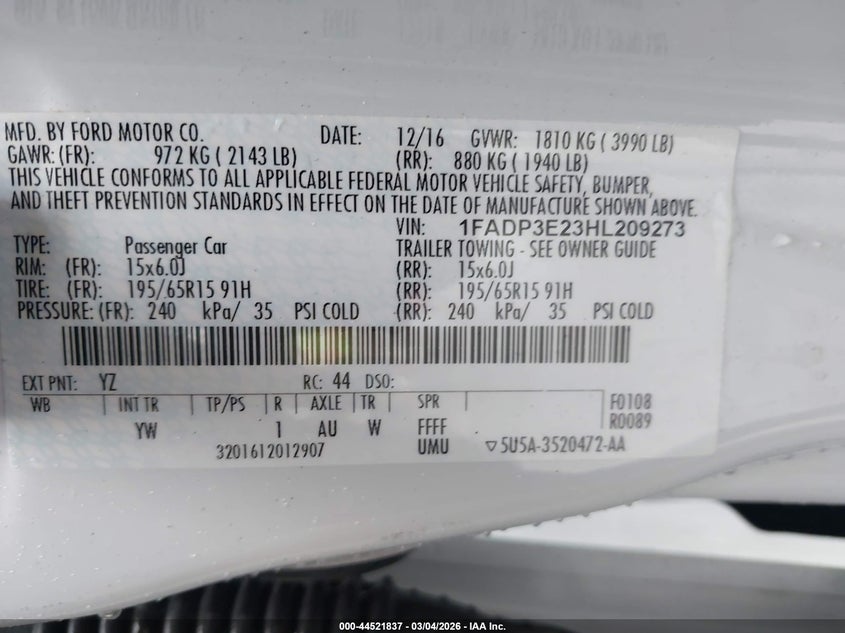 MFD. BY FORD MOTOR CO. DATE: 12/16 GVWR: 1810 KG ( 3990 LB)
GAWR: (FR): 972 KG ( 2143 LB) (RR): 880 KG ( 1940 LB)
THIS VEHICLE CONFORMS TO ALL APPLICABLE FEDERAL MOTOR VEHICLE SAFETY, BUMPER,
AND THEFT PREVENTION STANDARDS IN EFFECT ON THE DATE OF MANUFACTURE SHOWN ABOVE.
VIN: 1FADP3E23HL209273
TYPE: Passenger Car TRAILER TOWING - SEE OWNER GUIDE
RIM: (FR): 15x6.0J (RR): 15x6.0J
TIRE: (FR): 195/65R15 91H (RR): 195/65R15 91H
PRESSURE: (FR): 240 kPa/ 35 PSI COLD (RR): 240 kPa/ 35 PSI COLD
EXT PNT: YZ RC: 44 DSO:
WB INT TR TP/PS R AXLE TR SPR F0108
R0089
YW 1 AU W FFFF
3201612012907 UMU ▽5U5A-3520472-AA
000-44521837 - 03/04/2026 - IAA Inc.